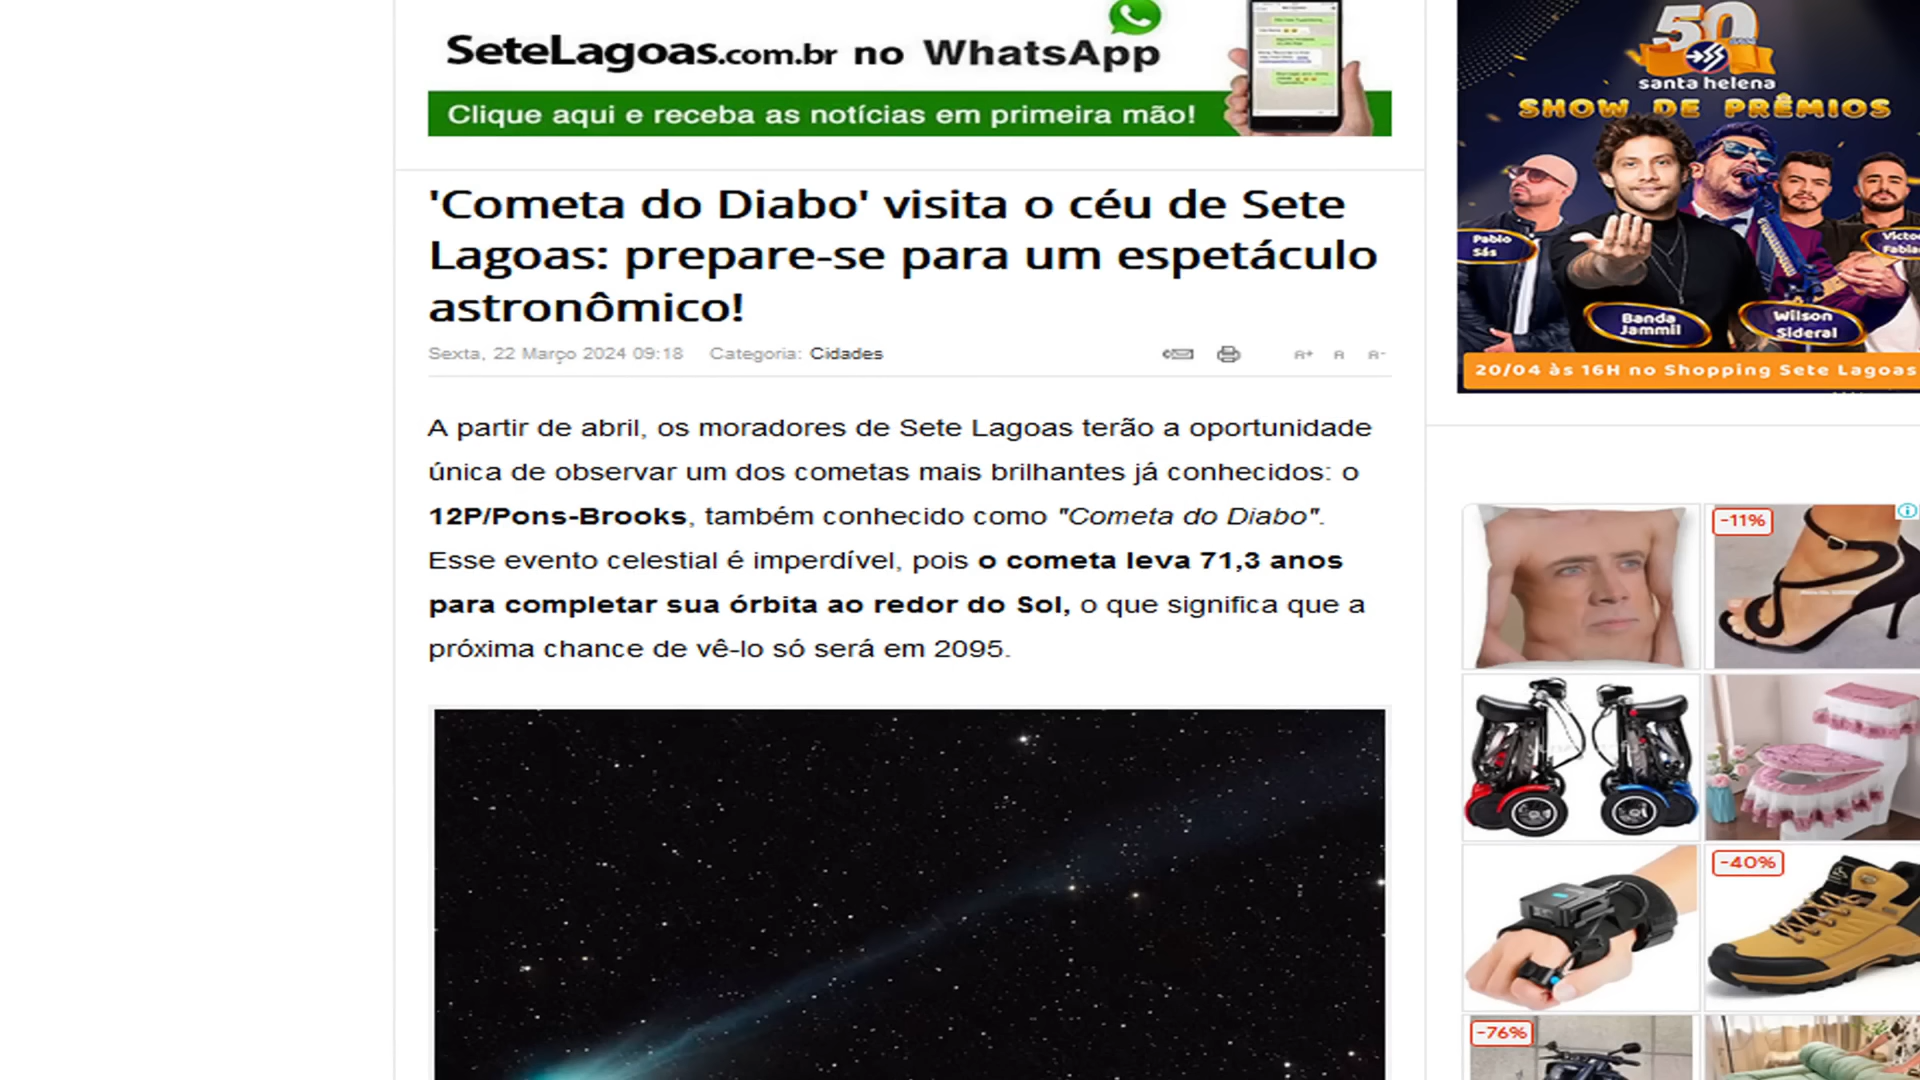 SeteLagoas.com.br no WhatsApp
Clique aqui e receba as notícias em primeira mão!
'Cometa do Diabo' visita o céu de Sete
Lagoas: prepare-se para um espetáculo
astronômico!
Sexta, 22 Março 2024 09:18 Categoria: Cidades
A+ A A-
A partir de abril, os moradores de Sete Lagoas terão a oportunidade
única de observar um dos cometas mais brilhantes já conhecidos: o
12P/Pons-Brooks, também conhecido como "Cometa do Diabo".
Esse evento celestial é imperdível, pois o cometa leva 71,3 anos
para completar sua órbita ao redor do Sol, o que significa que a
próxima chance de vê-lo só será em 2095.
50
santa helena
SHOW DE PRÊMIOS
Pablo
Sás
Banda
Jammil
Wilson
Sideral
20/04 às 16H no Shopping Sete Lagoas
-11%
-40%
-76%